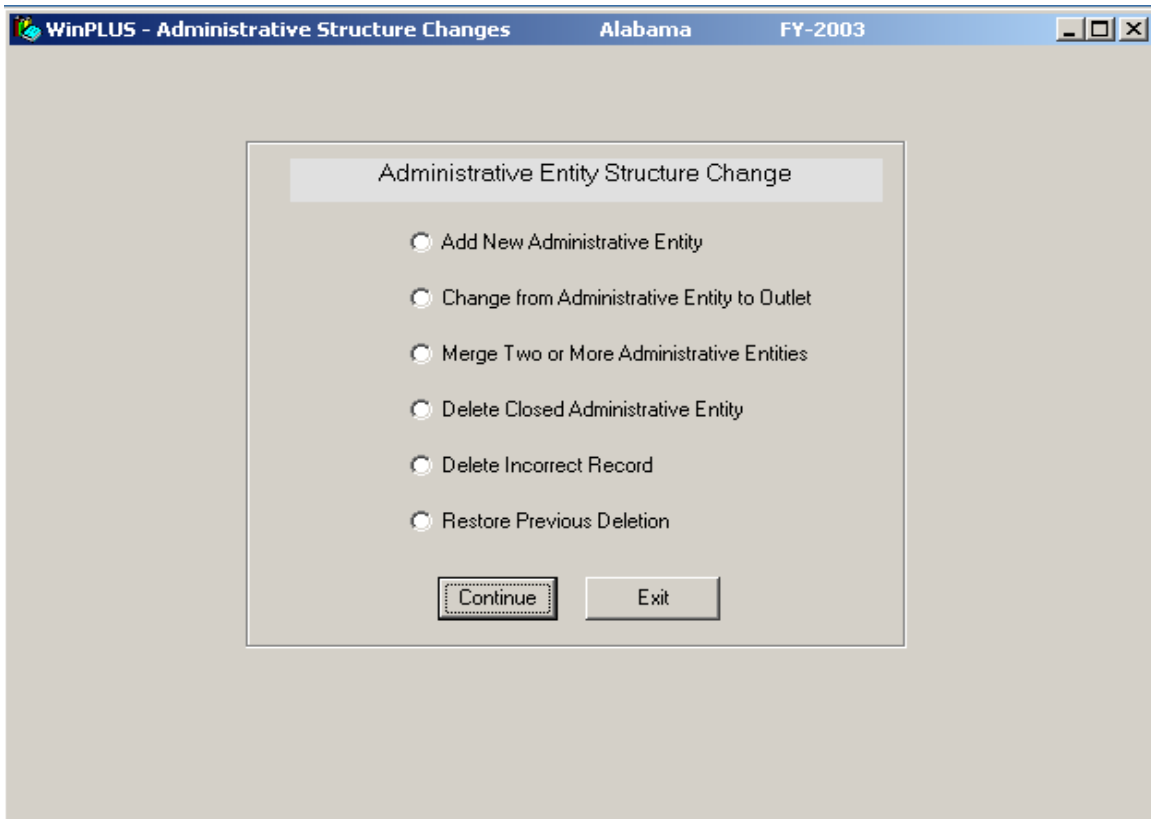 WinPLUS - Administrative Structure Changes Alabama FY-2003
Administrative Entity Structure Change
Add New Administrative Entity
Change from Administrative Entity to Outlet
Merge Two or More Administrative Entities
Delete Closed Administrative Entity
Delete Incorrect Record
Restore Previous Deletion
Continue Exit